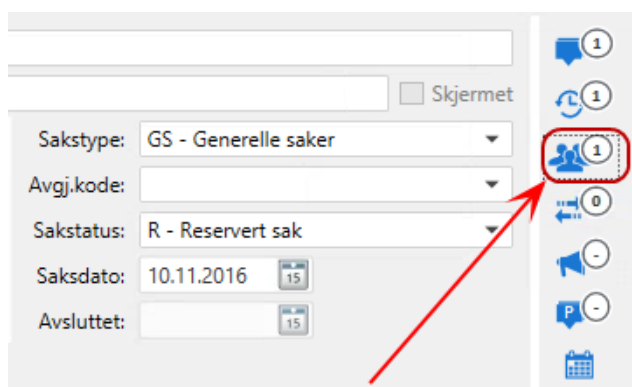 1
Skjermet
1
Sakstype: GS - Generelle saker
1
Avgj.kode:
Sakstatus: R - Reservert sak
0
Saksdato: 10.11.2016 15
-
Avsluttet: 15
P -